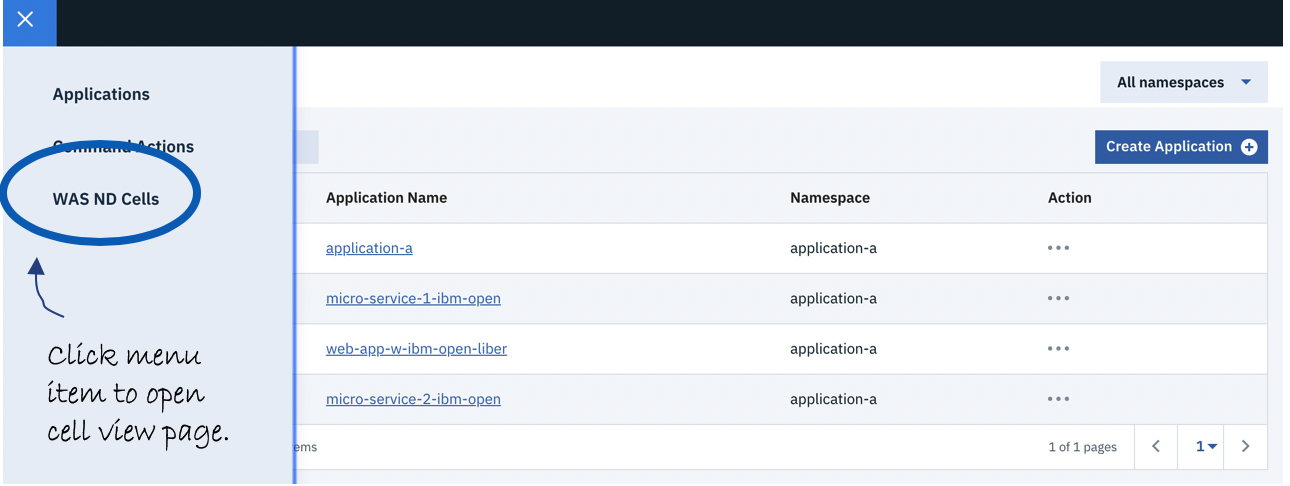 All namespaces
Applications
Command Actions
WAS ND Cells
Click menu
item to open
cell view page.
Create Application
Application Name Namespace Action
application-a application-a
micro-service-1-ibm-open application-a
web-app-w-ibm-open-liber application-a
micro-service-2-ibm-open application-a
ems 1 of 1 pages 1